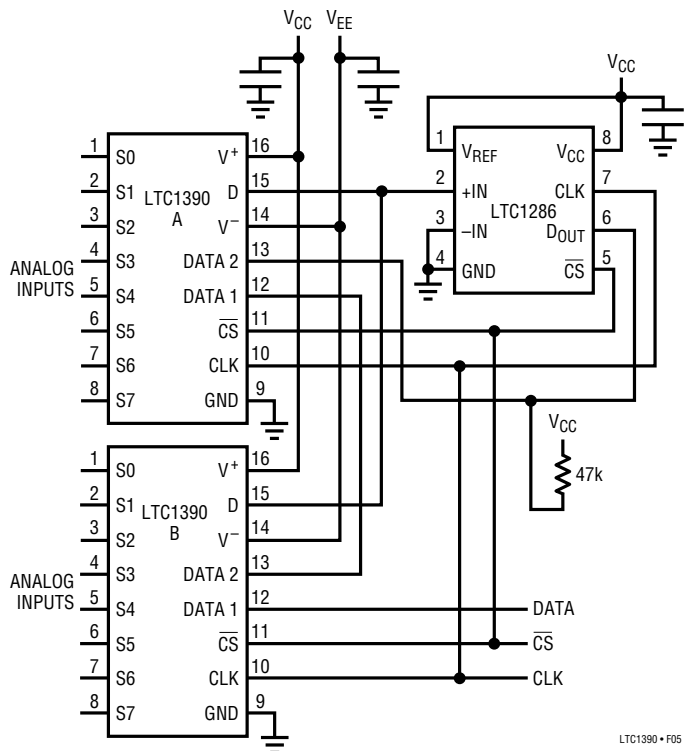 VCC VEE
VCC
1 S0 V+ 16
2 S1 D 15
3 S2 V− 14
4 S3 DATA 2 13
5 S4 DATA 1 12
6 S5 CS 11
7 S6 CLK 10
8 S7 GND 9
LTC1390
A
ANALOG
INPUTS
1 VREF VCC 8
2 +IN CLK 7
3 −IN DOUT 6
4 GND CS 5
LTC1286
VCC
47k
1 S0 V+ 16
2 S1 D 15
3 S2 V− 14
4 S3 DATA 2 13
5 S4 DATA 1 12
6 S5 CS 11
7 S6 CLK 10
8 S7 GND 9
LTC1390
B
ANALOG
INPUTS
DATA
CS
CLK
LTC1390 • F05